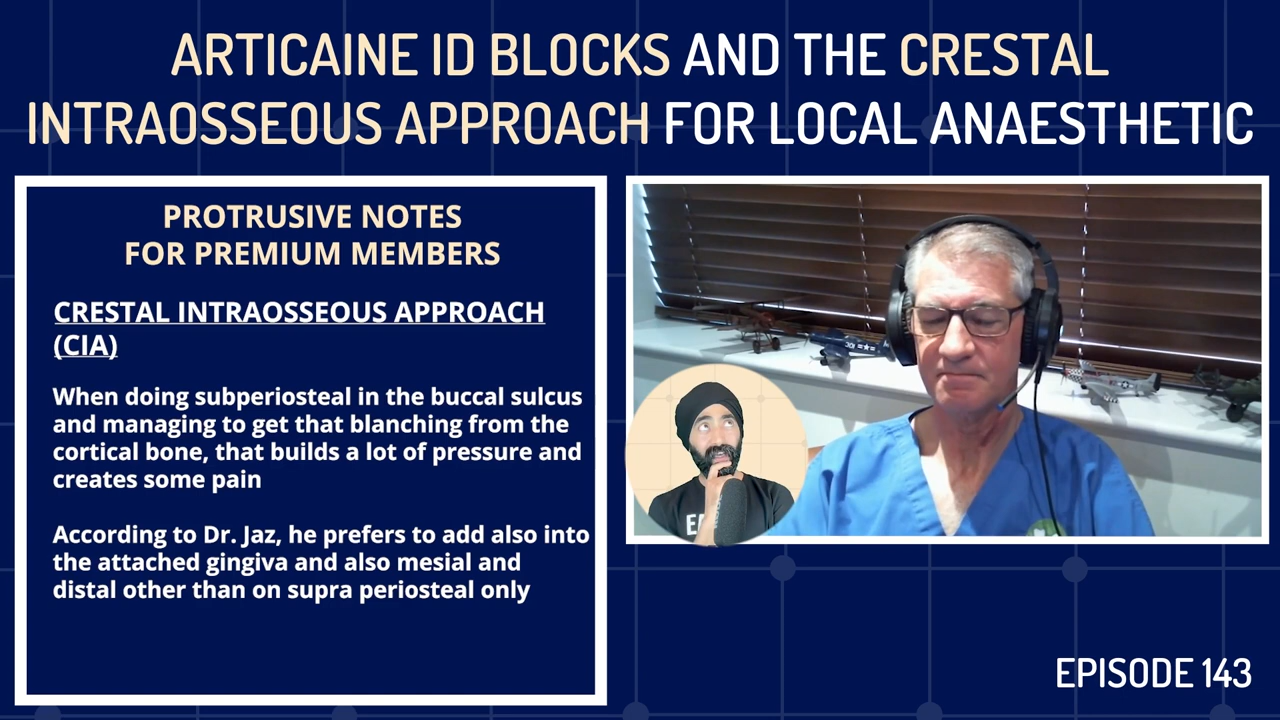 ARTICAINE ID BLOCKS AND THE CRESTAL
INTRAOSSEOUS APPROACH FOR LOCAL ANAESTHETIC
PROTRUSIVE NOTES
FOR PREMIUM MEMBERS
CRESTAL INTRAOSSEOUS APPROACH
(CIA)
When doing subperiosteal in the buccal sulcus
and managing to get that blanching from the
cortical bone, that builds a lot of pressure and
creates some pain
According to Dr. Jaz, he prefers to add also into
the attached gingiva and also mesial and
distal other than on supra periosteal only
EPISODE 143